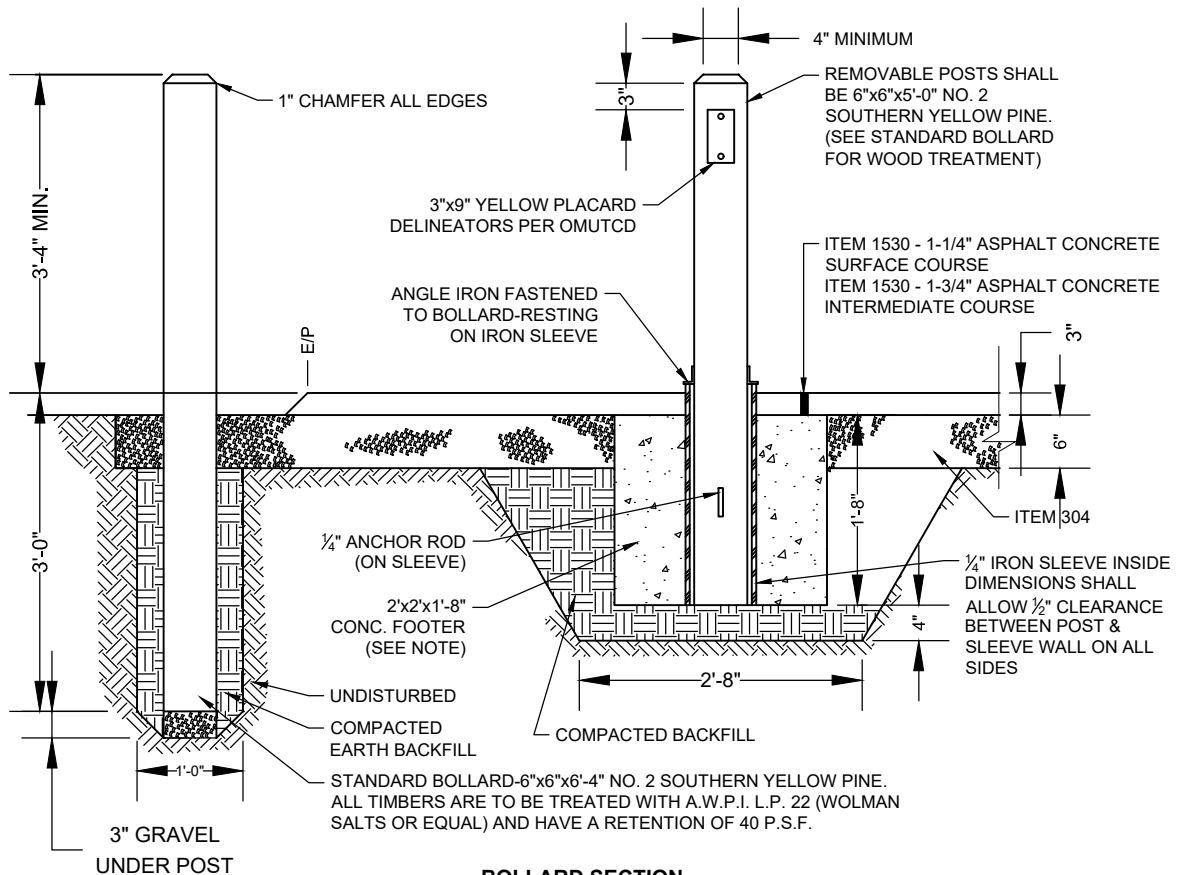 4" MINIMUM
1" CHAMFER ALL EDGES
3"
REMOVABLE POSTS SHALL
BE 6"x6"x5'-0" NO. 2
SOUTHERN YELLOW PINE.
(SEE STANDARD BOLLARD
FOR WOOD TREATMENT)
3'-4" MIN.
3"x9" YELLOW PLACARD
DELINEATORS PER OMUTCD
ITEM 1530 - 1-1/4" ASPHALT CONCRETE
SURFACE COURSE
ITEM 1530 - 1-3/4" ASPHALT CONCRETE
INTERMEDIATE COURSE
ANGLE IRON FASTENED
TO BOLLARD-RESTING
ON IRON SLEEVE
E/P
3"
6"
3'-0"
1'-8"
ITEM 304
¼" ANCHOR ROD
(ON SLEEVE)
2'x2'x1'-8"
CONC. FOOTER
(SEE NOTE)
¼" IRON SLEEVE INSIDE
DIMENSIONS SHALL
ALLOW ½" CLEARANCE
BETWEEN POST &
SLEEVE WALL ON ALL
SIDES
4"
2'-8"
UNDISTURBED
COMPACTED
EARTH BACKFILL
COMPACTED BACKFILL
1'-0"
STANDARD BOLLARD-6"x6"x6'-4" NO. 2 SOUTHERN YELLOW PINE.
ALL TIMBERS ARE TO BE TREATED WITH A.W.P.I. L.P. 22 (WOLMAN
SALTS OR EQUAL) AND HAVE A RETENTION OF 40 P.S.F.
3" GRAVEL
UNDER POST
BOLLARD SECTION